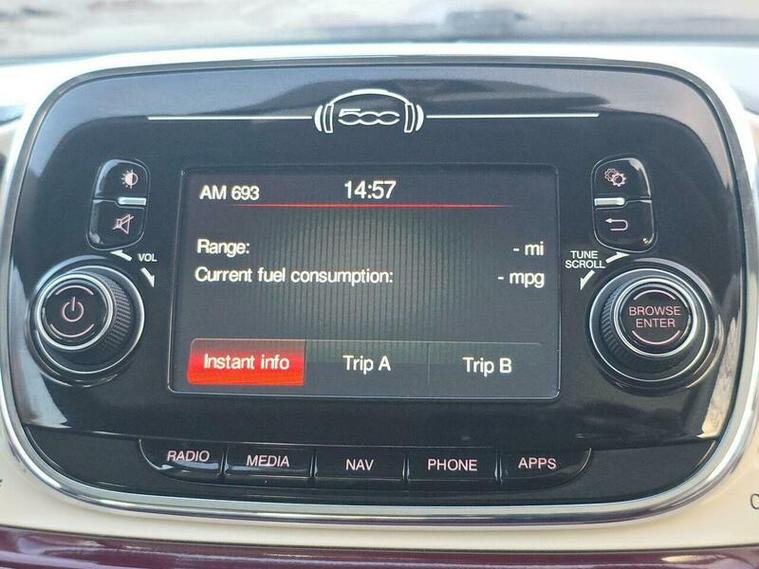 500
AM 693 14:57
VOL
TUNE
SCROLL
Range: - mi
Current fuel consumption: - mpg
BROWSE
ENTER
Instant info Trip A Trip B
RADIO MEDIA NAV PHONE APPS